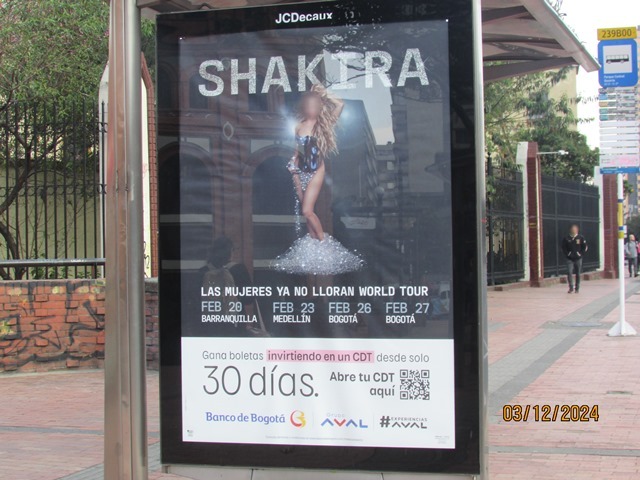 JCDecaux
239B00
SHAKIRA
LAS MUJERES YA NO LLORAN WORLD TOUR
FEB 20 FEB 23 FEB 26 FEB 27
BARRANQUILLA MEDELLÍN BOGOTÁ BOGOTÁ
Gana boletas invirtiendo en un CDT desde solo
30 días.
Abre tu CDT
aquí
Banco de Bogotá
AVAL
#EXPERIENCIAS
AVAL
03/12/2024